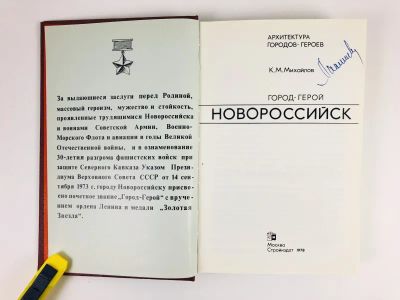 За выдающиеся заслуги перед Родиной,
массовый героизм, мужество и стойкость,
проявленные трудящимися Новороссийска
и воинами Советской Армии, Военно-
Морского Флота и авиации в годы Великой
Отечественной войны, и в ознаменование
30-летия разгрома фашистских войск при
защите Северного Кавказа Указом Прези-
диума Верховного Совета СССР от 14 сен-
тября 1973 г. городу Новороссийску присвое-
но почетное звание „Город-Герой“ с вруче-
нием ордена Ленина и медали „Золотая
Звезда“.
АРХИТЕКТУРА
ГОРОДОВ-ГЕРОЕВ
К.М.Михайлов
ГОРОД-ГЕРОЙ
НОВОРОССИЙСК
Москва
Стройиздат 1978